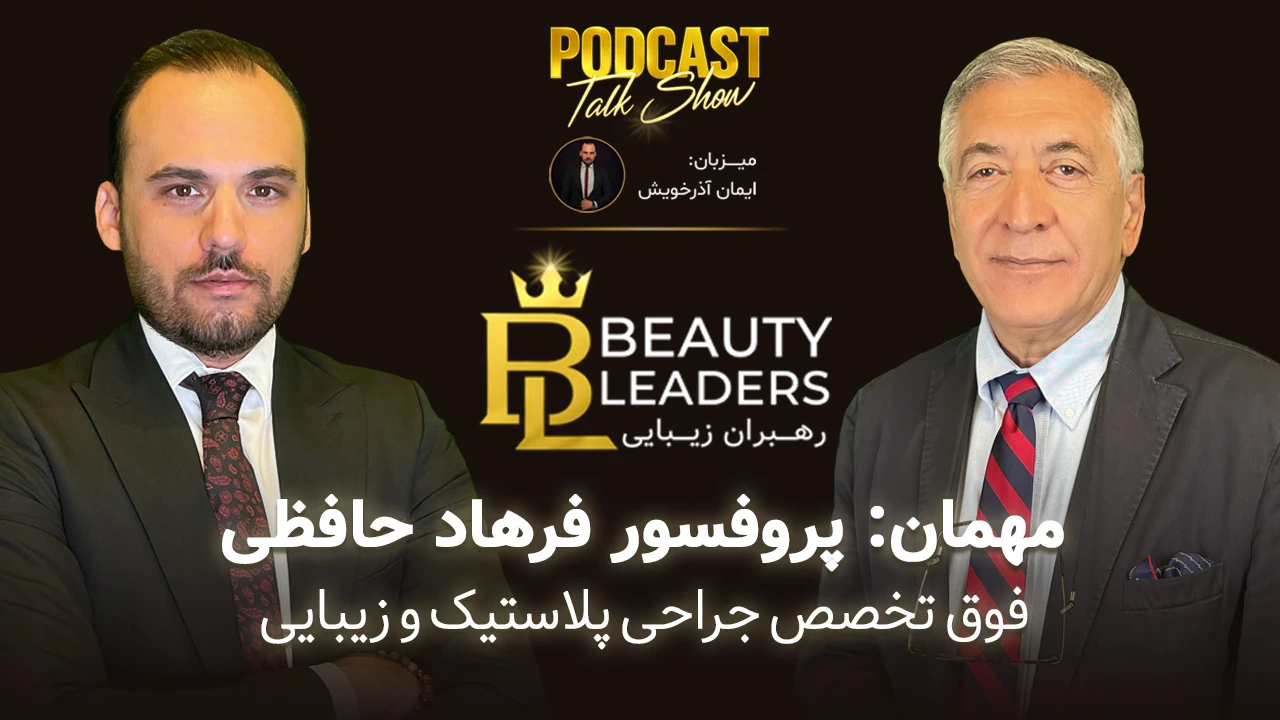 PODCAST
Talk Show
میزبان:
ایمان آذرخویش
BL BEAUTY
LEADERS
رهبران زیبایی
مهمان: پروفسور فرهاد حافظی
فوق تخصص جراحی پلاستیک و زیبایی